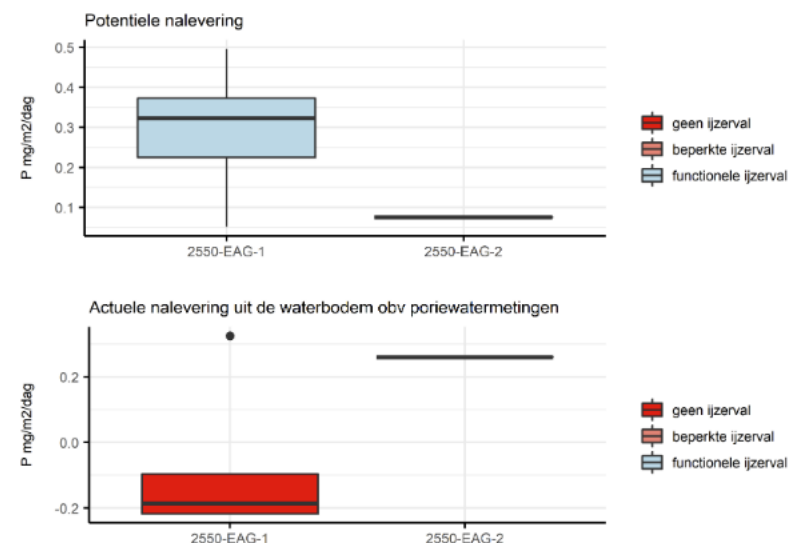 Potentiele nalevering
P mg/m2/dag
0.5
0.4
0.3
0.2
0.1
2550-EAG-1
2550-EAG-2
geen ijzerval
beperkte ijzerval
functionele ijzerval
Actuele nalevering uit de waterbodem obv poriewatermetingen
P mg/m2/dag
0.2
0.0
-0.2
2550-EAG-1
2550-EAG-2
geen ijzerval
beperkte ijzerval
functionele ijzerval